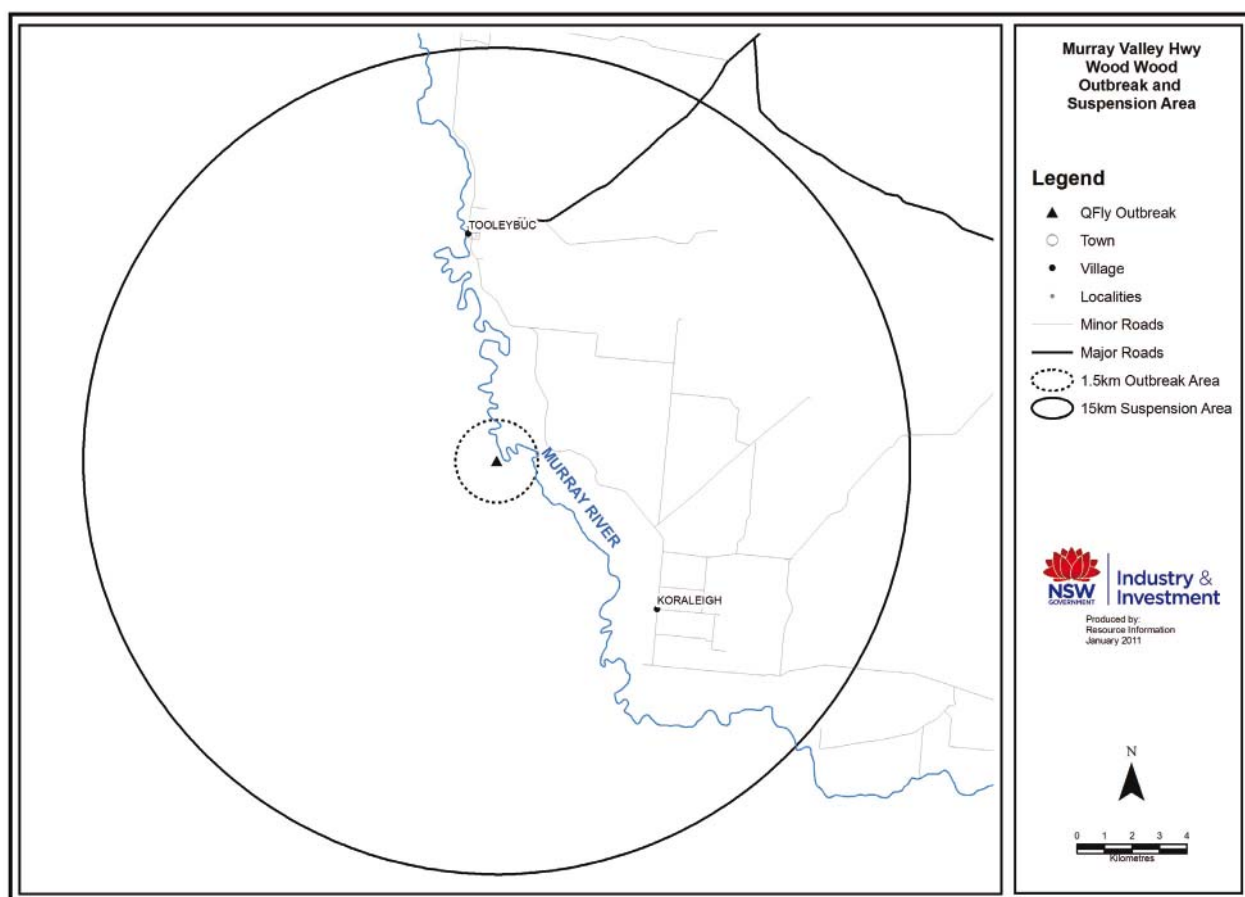 Murray Valley Hwy
Wood Wood
Outbreak and
Suspension Area
Legend
QFly Outbreak
Town
Village
Localities
Minor Roads
Major Roads
1.5km Outbreak Area
15km Suspension Area
TOOLEYBUC
MURRAY RIVER
KORALEIGH
NSW
GOVERNMENT
Industry &
Investment
Produced by:
Resource Information
January 2011
N
0 1 2 3 4
Kilometres